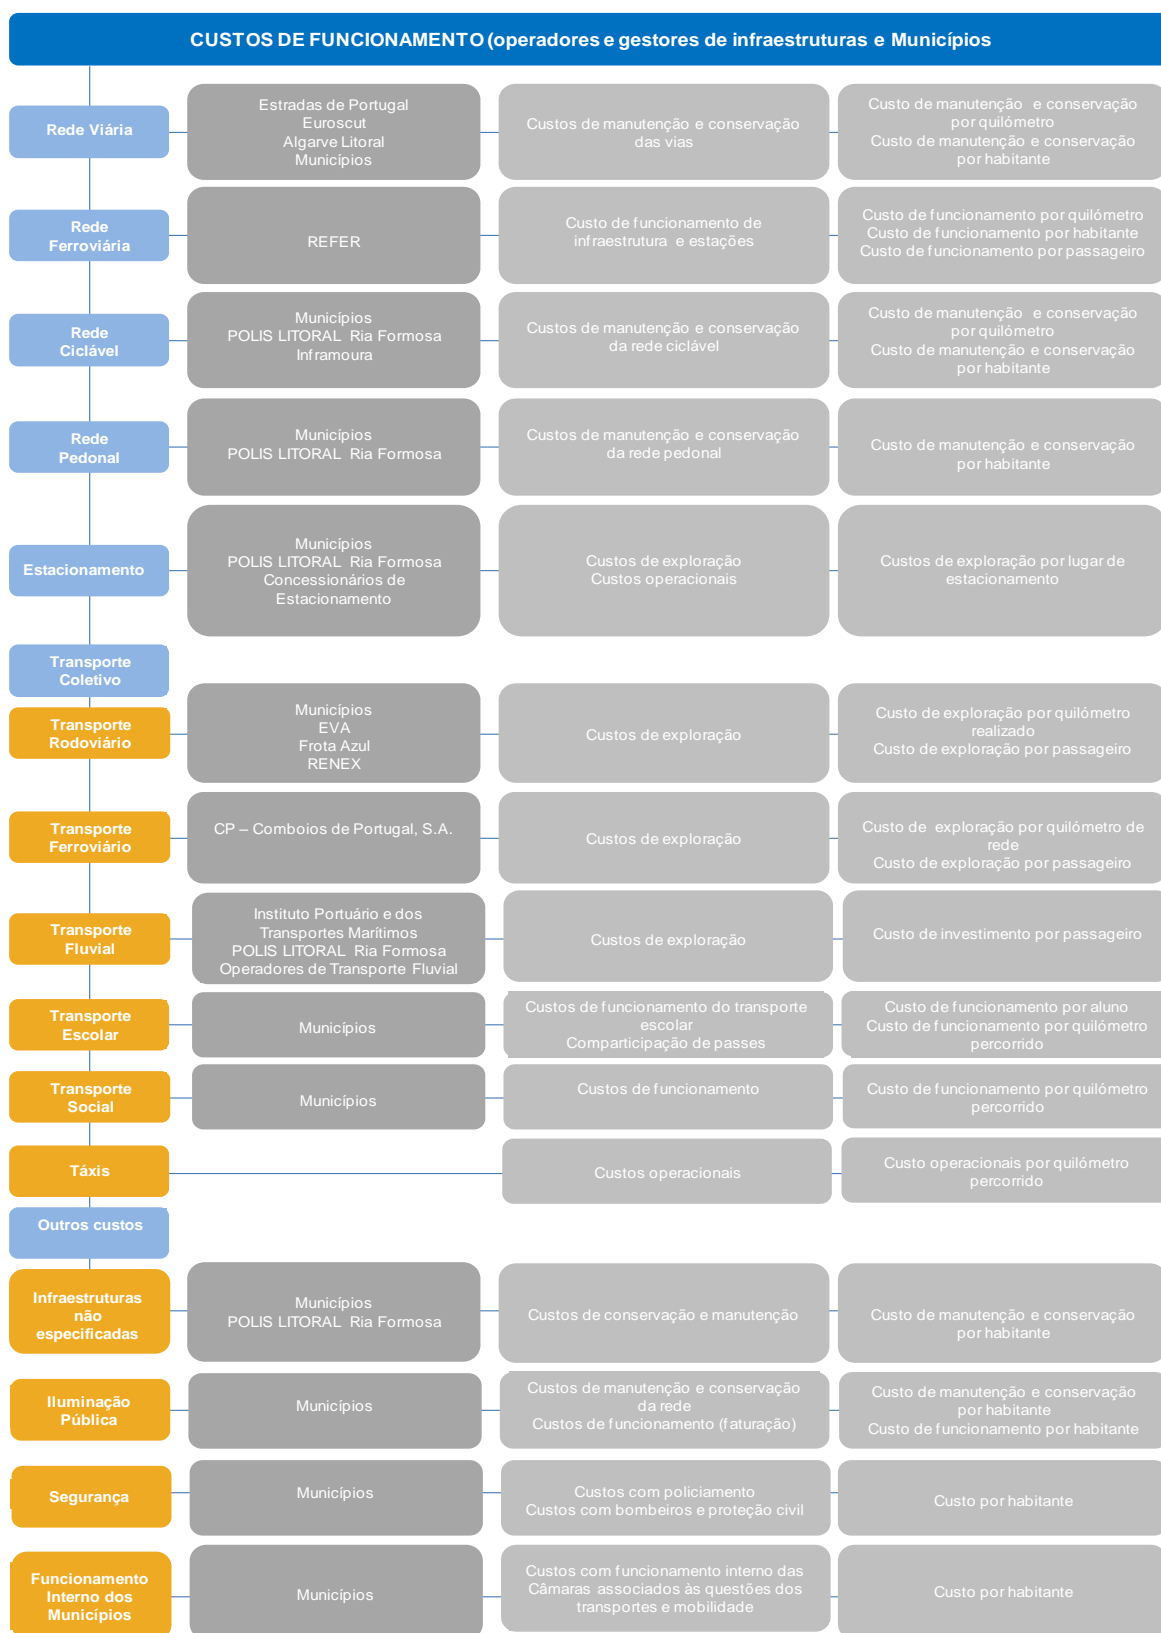 CUSTOS DE FUNCIONAMENTO (operadores e gestores de infraestruturas e Municípios
Rede Viária
Estradas de Portugal
Euroscut
Algarve Litoral
Municípios
Custos de manutenção e conservação
das vias
Custo de manutenção e conservação
por quilómetro
Custo de manutenção e conservação
por habitante
Rede
Ferroviária
REFER
Custo de funcionamento de
infraestrutura e estações
Custo de funcionamento por quilómetro
Custo de funcionamento por habitante
Custo de funcionamento por passageiro
Rede
Ciclável
Municípios
POLIS LITORAL Ria Formosa
Inframoura
Custos de manutenção e conservação
da rede ciclável
Custo de manutenção e conservação
por quilómetro
Custo de manutenção e conservação
por habitante
Rede
Pedonal
Municípios
POLIS LITORAL Ria Formosa
Custos de manutenção e conservação
da rede pedonal
Custo de manutenção e conservação
por habitante
Estacionamento
Municípios
POLIS LITORAL Ria Formosa
Concessionários de
Estacionamento
Custos de exploração
Custos operacionais
Custos de exploração por lugar de
estacionamento
Transporte
Coletivo
Transporte
Rodoviário
Municípios
EVA
Frota Azul
RENEX
Custos de exploração
Custo de exploração por quilómetro
realizado
Custo de exploração por passageiro
Transporte
Ferroviário
CP – Comboios de Portugal, S.A.
Custos de exploração
Custo de exploração por quilómetro de
rede
Custo de exploração por passageiro
Transporte
Fluvial
Instituto Portuário e dos
Transportes Marítimos
POLIS LITORAL Ria Formosa
Operadores de Transporte Fluvial
Custos de exploração
Custo de investimento por passageiro
Transporte
Escolar
Municípios
Custos de funcionamento do transporte
escolar
Comparticipação de passes
Custo de funcionamento por aluno
Custo de funcionamento por quilómetro
percorrido
Transporte
Social
Municípios
Custos de funcionamento
Custo de funcionamento por quilómetro
percorrido
Táxis
Custos operacionais
Custo operacionais por quilómetro
percorrido
Outros custos
Infraestruturas
não
especificadas
Municípios
POLIS LITORAL Ria Formosa
Custos de conservação e manutenção
Custo de manutenção e conservação
por habitante
Iluminação
Pública
Municípios
Custos de manutenção e conservação
da rede
Custos de funcionamento (faturação)
Custo de manutenção e conservação
por habitante
Custo de funcionamento por habitante
Segurança
Municípios
Custos com policiamento
Custos com bombeiros e proteção civil
Custo por habitante
Funcionamento
Interno dos
Municípios
Municípios
Custos com funcionamento interno das
Câmaras associados às questões dos
transportes e mobilidade
Custo por habitante